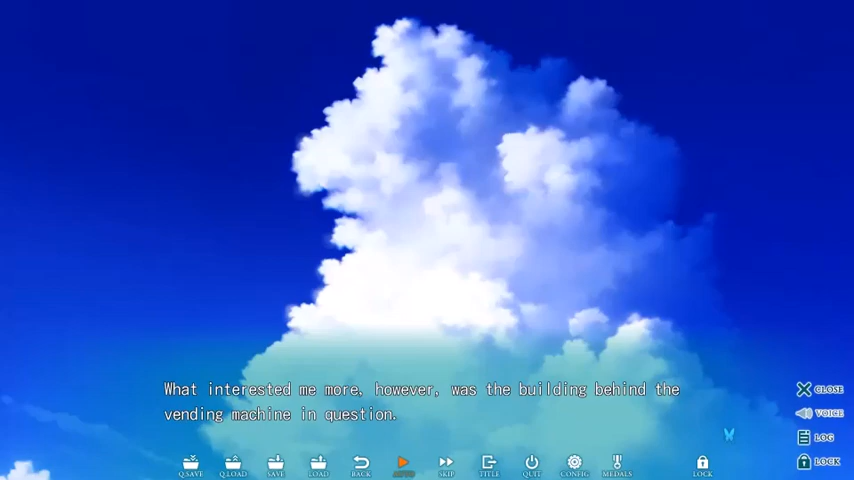 What interested me more, however, was the building behind the
vending machine in question.
CLOSE
VOICE
LOG
LOCK
Q.SAVE Q.LOAD SAVE LOAD BACK AUTO SKIP TITLE QUIT CONFIG MEDALS LOCK